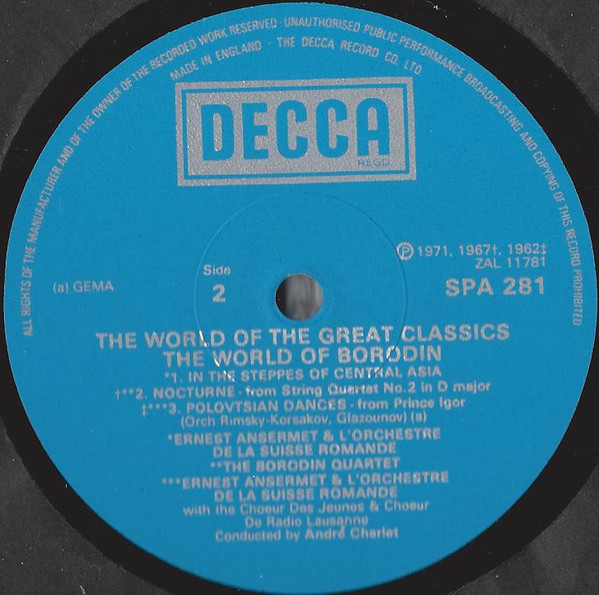 ALL RIGHTS OF THE MANUFACTURER AND OF THE OWNER OF THE RECORDED WORK RESERVED · UNAUTHORISED PUBLIC PERFORMANCE BROADCASTING AND COPYING OF THIS RECORD PROHIBITED
MADE IN ENGLAND · THE DECCA RECORD CO. LTD.
DECCA
REGD.
℗ 1971, 1967†, 1962‡
ZAL 11781
(a) GEMA
Side
2
SPA 281
THE WORLD OF THE GREAT CLASSICS
THE WORLD OF BORODIN
*1. IN THE STEPPES OF CENTRAL ASIA
†**2. NOCTURNE - from String Quartet No.2 in D major
‡***3. POLOVTSIAN DANCES - from Prince Igor
(Orch Rimsky-Korsakov, Glazounov) (a)
*ERNEST ANSERMET & L'ORCHESTRE
DE LA SUISSE ROMANDE
**THE BORODIN QUARTET
***ERNEST ANSERMET & L'ORCHESTRE
DE LA SUISSE ROMANDE
with the Choeur Des Jeunes & Choeur
De Radio Lausanne
Conducted by André Charlet